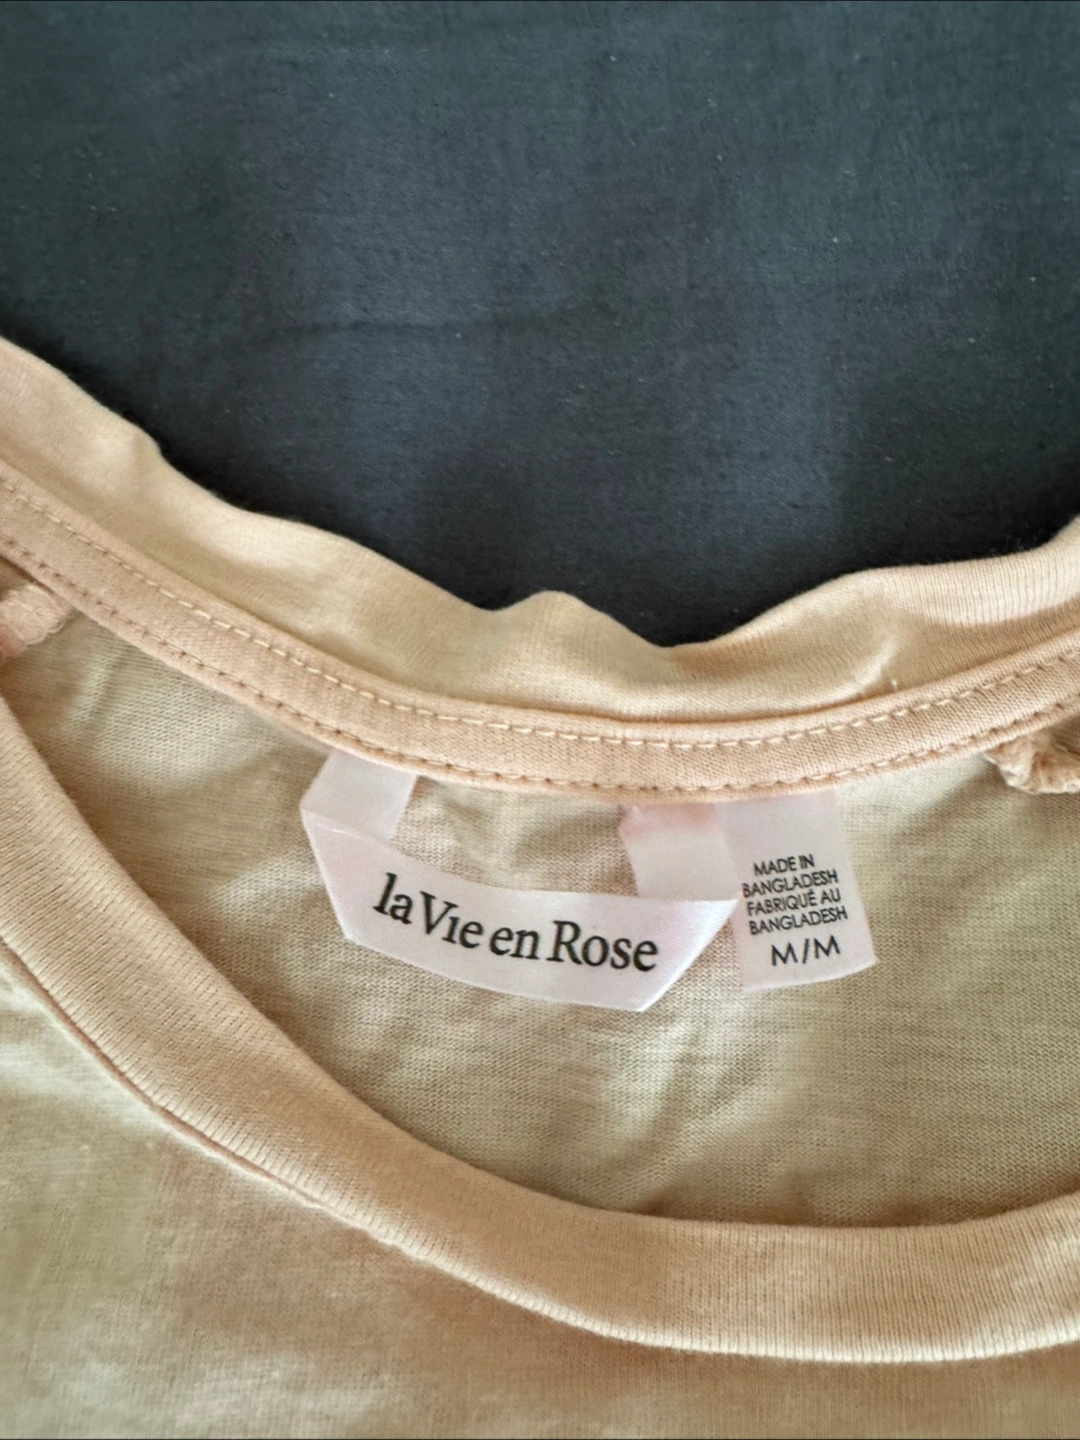 la Vie en Rose
MADE IN
BANGLADESH
FABRIQUÉ AU
BANGLADESH
M/M